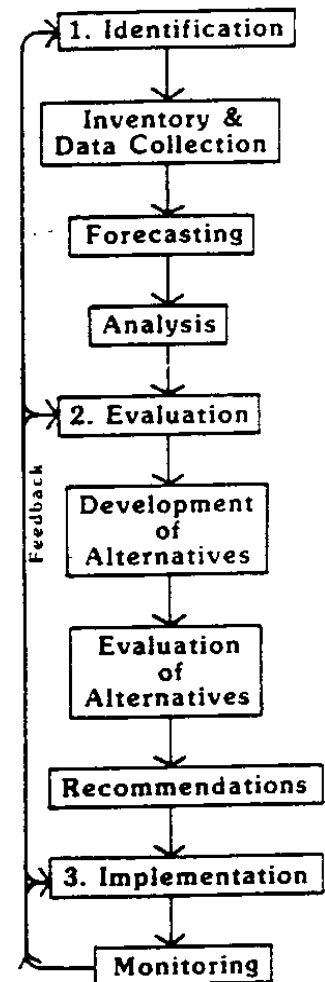 1. Identification
Inventory &
Data Collection
Forecasting
Analysis
2. Evaluation
Feedback
Development
of
Alternatives
Evaluation
of
Alternatives
Recommendations
3. Implementation
Monitoring